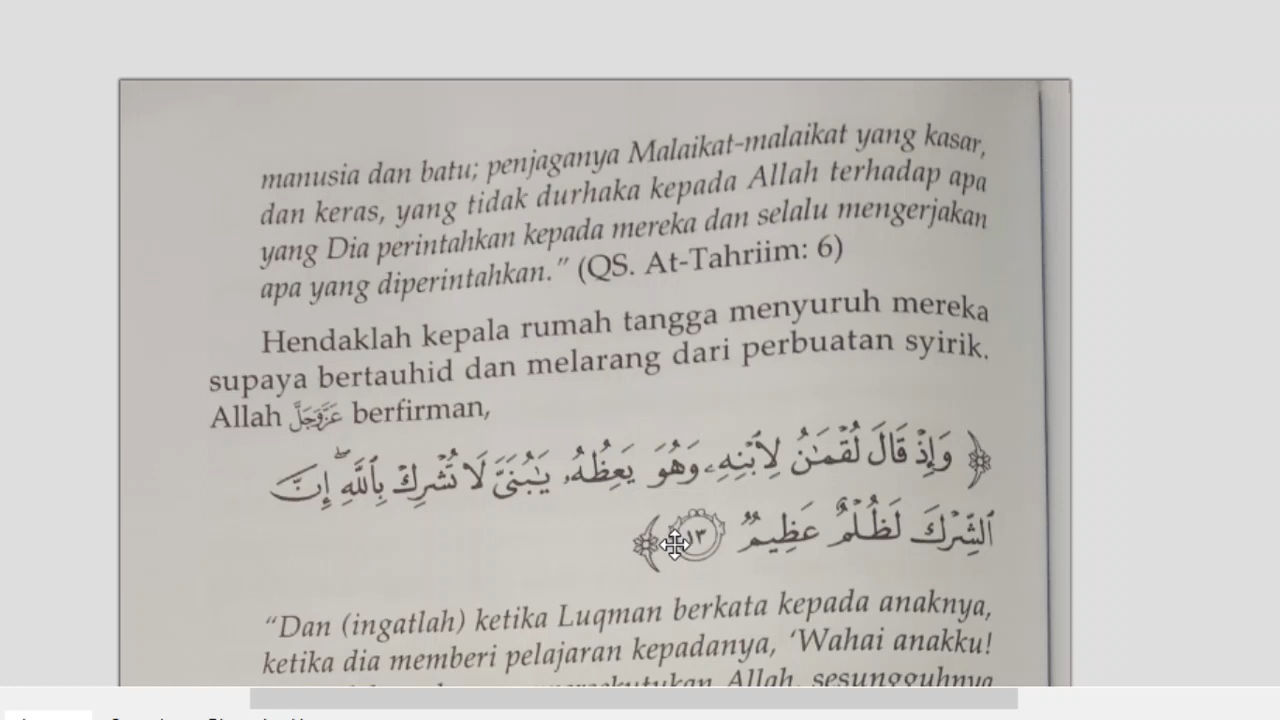 manusia dan batu; penjaganya Malaikat-malaikat yang kasar,
dan keras, yang tidak durhaka kepada Allah terhadap apa
yang Dia perintahkan kepada mereka dan selalu mengerjakan
apa yang diperintahkan.” (QS. At-Tahriim: 6)
Hendaklah kepala rumah tangga menyuruh mereka
supaya bertauhid dan melarang dari perbuatan syirik.
Allah عَزَّوَجَلَّ berfirman,
﴿ وَإِذْ قَالَ لُقْمَـٰنُ لِٱبْنِهِۦ وَهُوَ يَعِظُهُۥ يَـٰبُنَىَّ لَا تُشْرِكْ بِٱللَّهِ ۖ إِنَّ
ٱلشِّرْكَ لَظُلْمٌ عَظِيمٌ ١٣ ﴾
“Dan (ingatlah) ketika Luqman berkata kepada anaknya,
ketika dia memberi pelajaran kepadanya, ‘Wahai anakku!
Allah, sesungguhnya